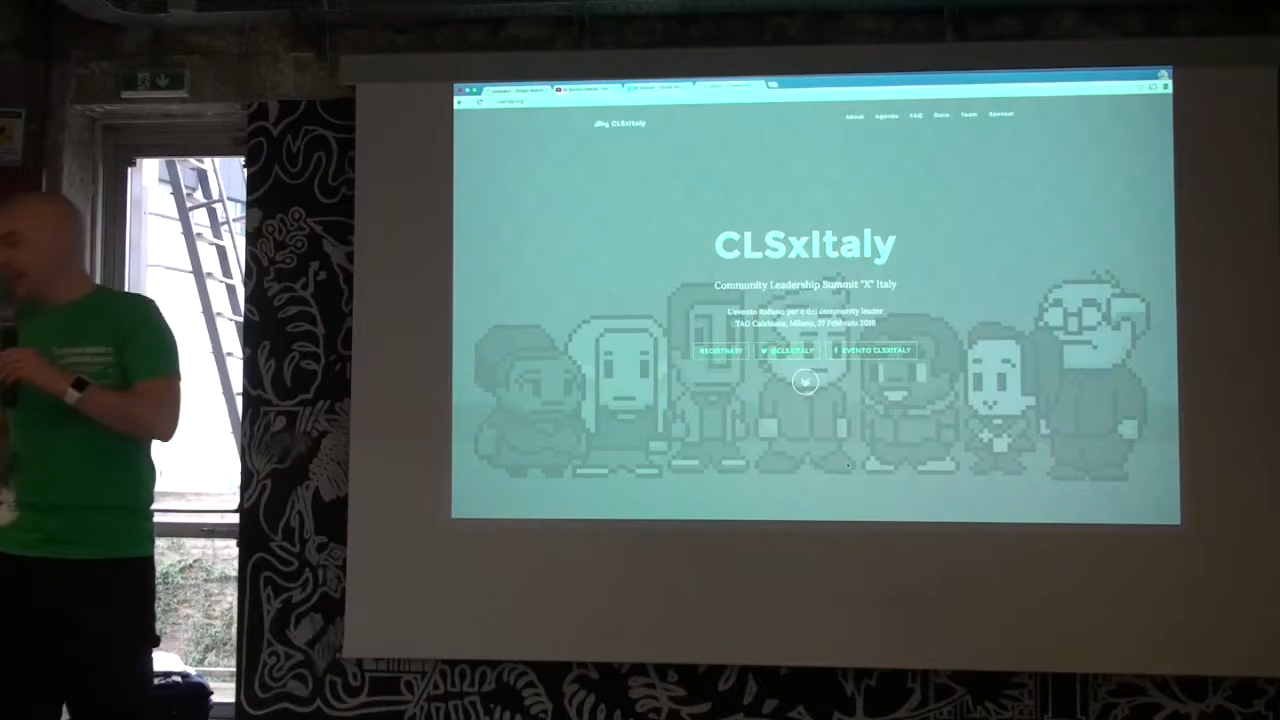 CLSxItaly
About Agenda FAQ Dove Team Sponsor
CLSxItaly
Community Leadership Summit "X" Italy
L'evento italiano per e dei community leader
TAG Calabiana, Milano, 27 Febbraio 2016
REGISTRATI @CLSXITALY EVENTO CLSXITALY